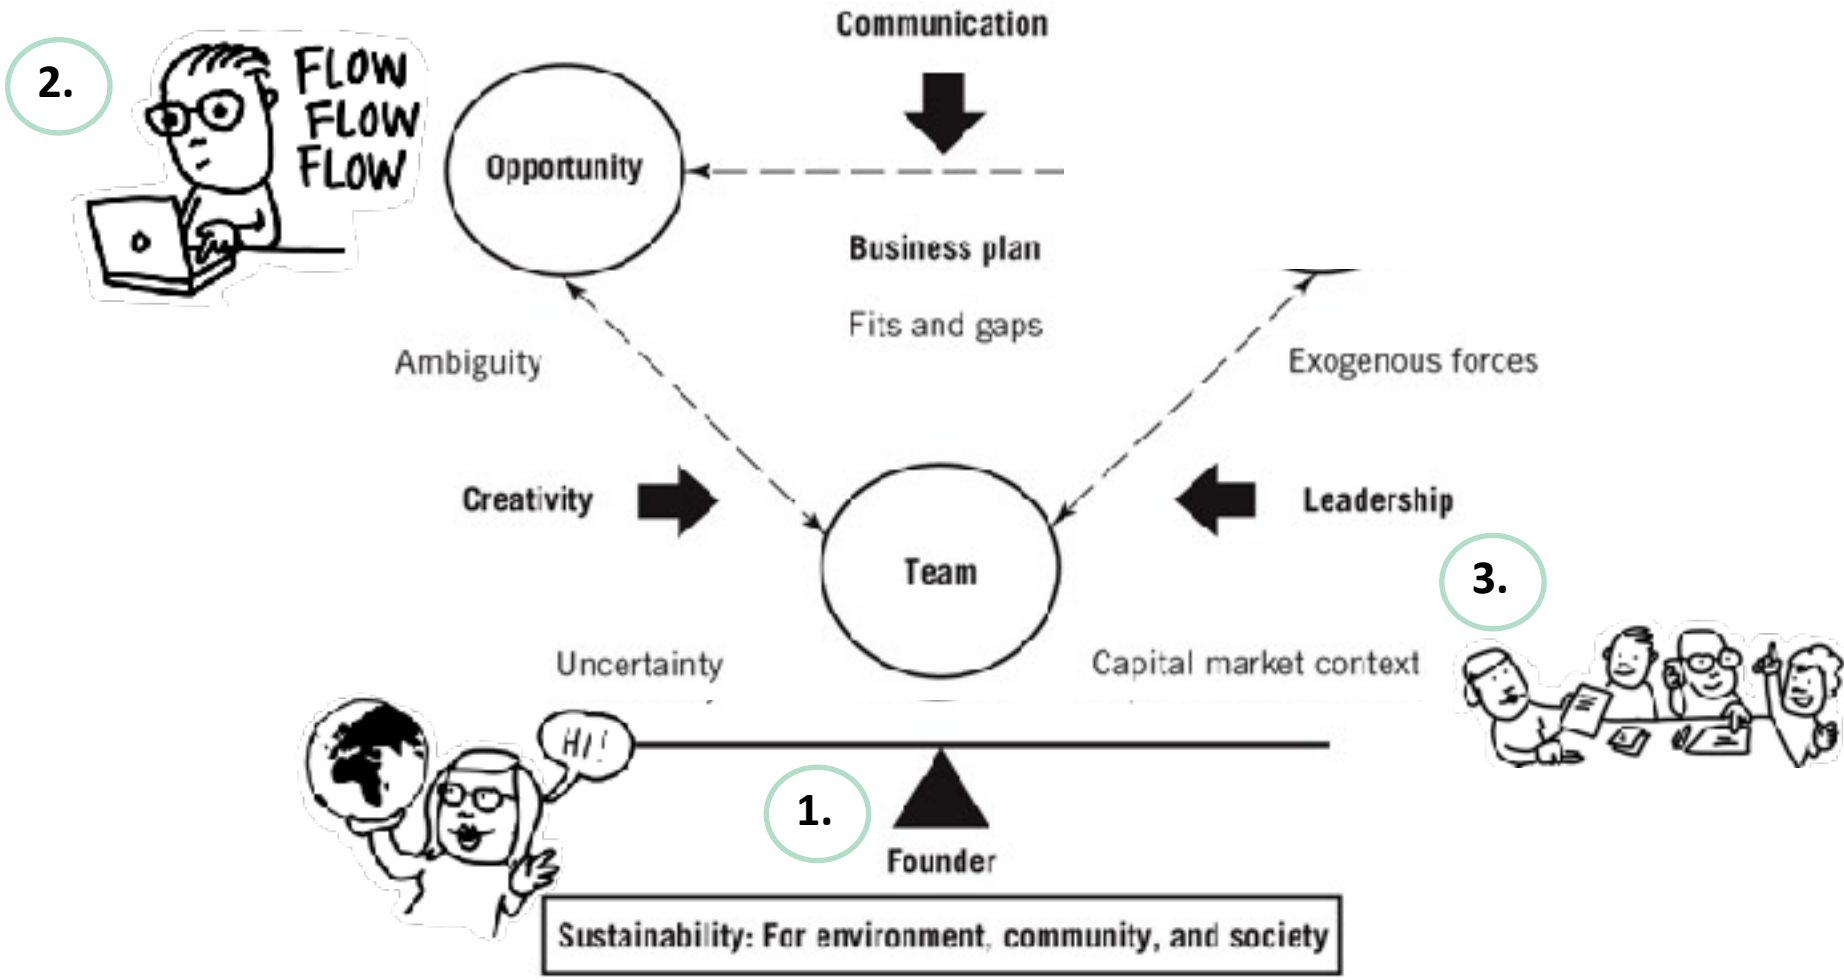 Communication
2.
FLOW
FLOW
FLOW
Opportunity
Business plan
Fits and gaps
Ambiguity
Exogenous forces
Creativity
Leadership
Team
3.
Uncertainty
Capital market context
HI!
1.
Founder
Sustainability: For environment, community, and society